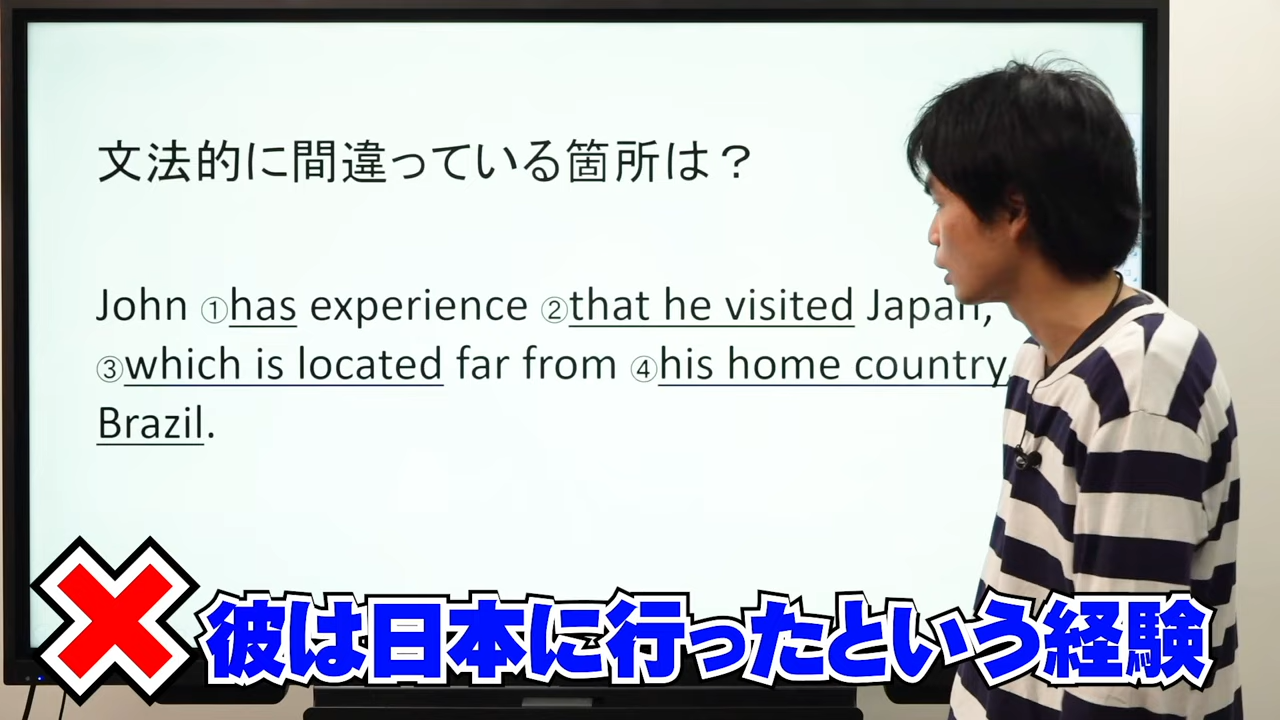 文法的に間違っている箇所は？
John ①has experience ②that he visited Japan,
③which is located far from ④his home country
Brazil.
彼は日本に行ったという経験